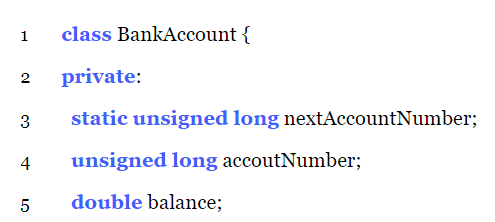 1 class BankAccount {
2 private:
3 static unsigned long nextAccountNumber;
4 unsigned long accoutNumber;
5 double balance;